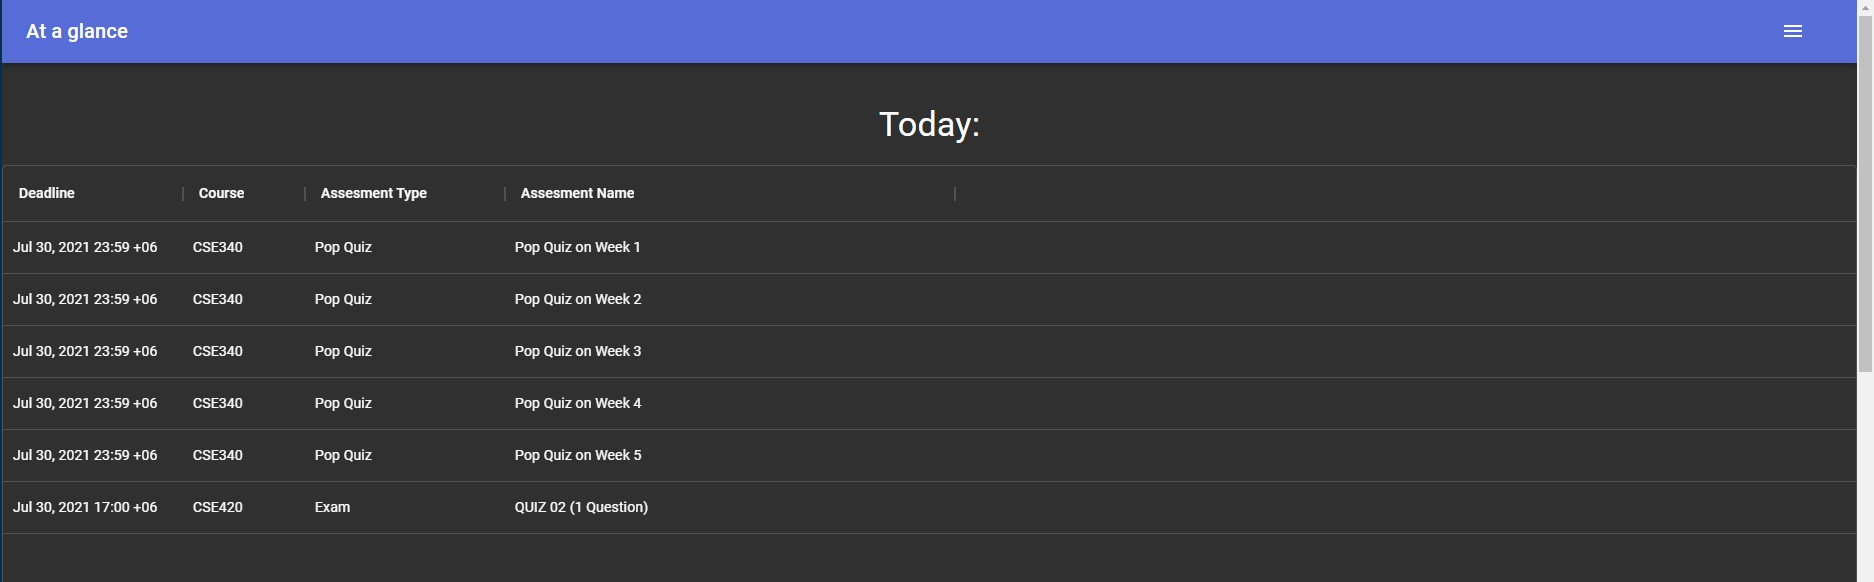 At a glance
Today:
Deadline Course Assesment Type Assesment Name
Jul 30, 2021 23:59 +06 CSE340 Pop Quiz Pop Quiz on Week 1
Jul 30, 2021 23:59 +06 CSE340 Pop Quiz Pop Quiz on Week 2
Jul 30, 2021 23:59 +06 CSE340 Pop Quiz Pop Quiz on Week 3
Jul 30, 2021 23:59 +06 CSE340 Pop Quiz Pop Quiz on Week 4
Jul 30, 2021 23:59 +06 CSE340 Pop Quiz Pop Quiz on Week 5
Jul 30, 2021 17:00 +06 CSE420 Exam QUIZ 02 (1 Question)